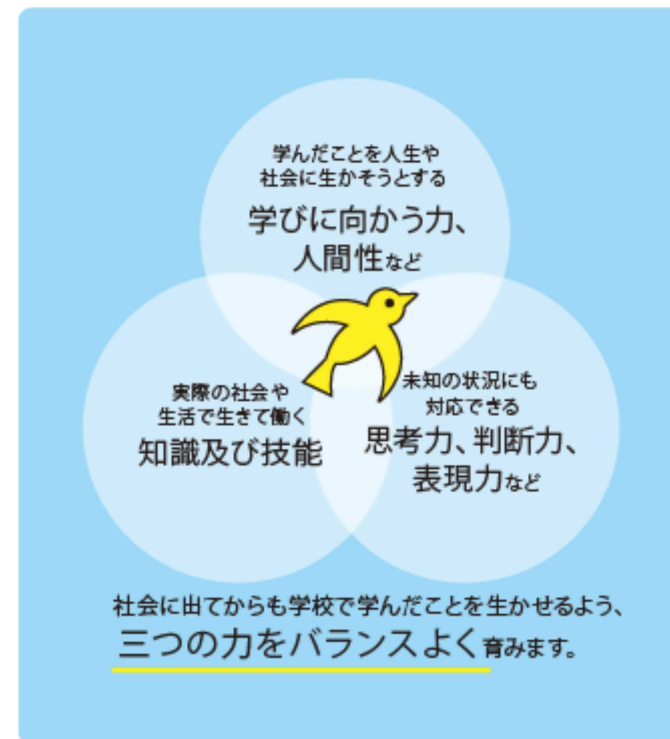 学んだことを人生や
社会に生かそうとする
学びに向かう力、
人間性など
実際の社会や
生活で生きて働く
知識及び技能
未知の状況にも
対応できる
思考力、判断力、
表現力など
社会に出てからも学校で学んだことを生かせるよう、
三つの力をバランスよく育みます。